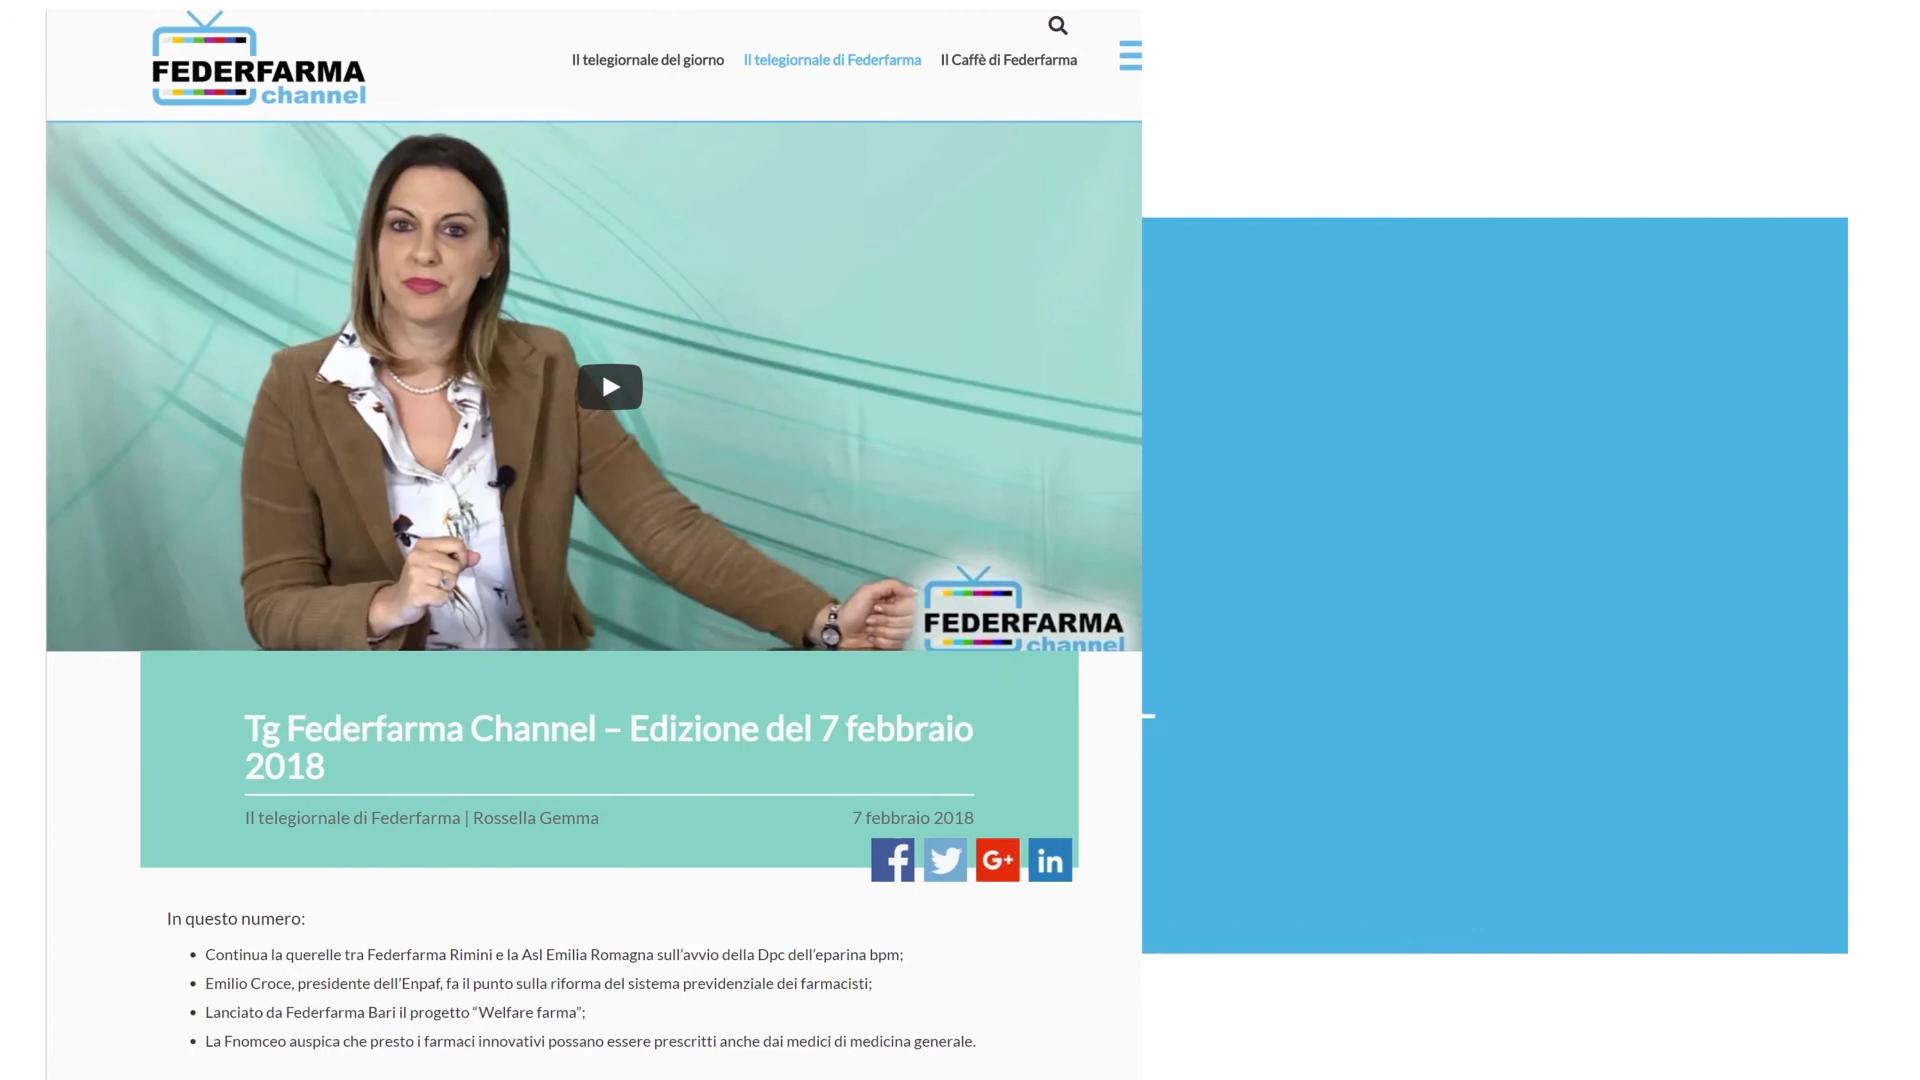 FEDERFARMA
channel
Il telegiornale del giorno Il telegiornale di Federfarma Il Caffè di Federfarma
FEDERFARMA
channel
Tg Federfarma Channel – Edizione del 7 febbraio
2018
Il telegiornale di Federfarma | Rossella Gemma 7 febbraio 2018
f G+ in
In questo numero:
• Continua la querelle tra Federfarma Rimini e la Asl Emilia Romagna sull’avvio della Dpc dell’eparina bpm;
• Emilio Croce, presidente dell’Enpaf, fa il punto sulla riforma del sistema previdenziale dei farmacisti;
• Lanciato da Federfarma Bari il progetto “Welfare farma”;
• La Fnomceo auspica che presto i farmaci innovativi possano essere prescritti anche dai medici di medicina generale.